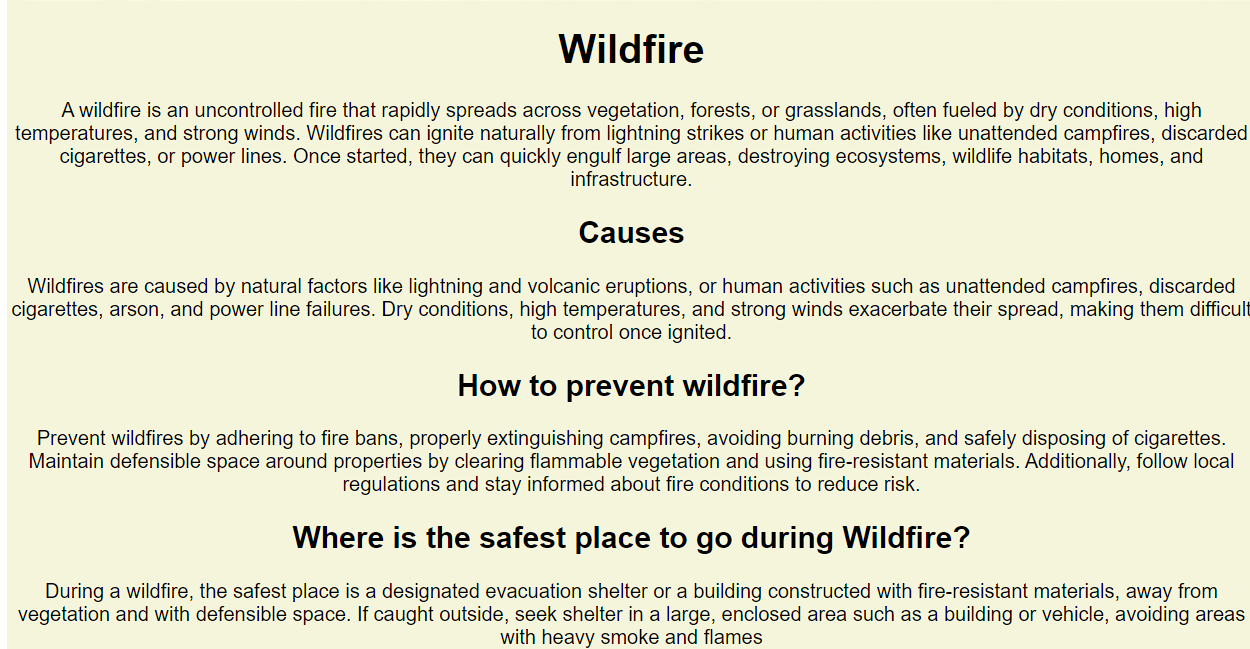 Wildfire
A wildfire is an uncontrolled fire that rapidly spreads across vegetation, forests, or grasslands, often fueled by dry conditions, high
temperatures, and strong winds. Wildfires can ignite naturally from lightning strikes or human activities like unattended campfires, discarded
cigarettes, or power lines. Once started, they can quickly engulf large areas, destroying ecosystems, wildlife habitats, homes, and
infrastructure.
Causes
Wildfires are caused by natural factors like lightning and volcanic eruptions, or human activities such as unattended campfires, discarded
cigarettes, arson, and power line failures. Dry conditions, high temperatures, and strong winds exacerbate their spread, making them difficult
to control once ignited.
How to prevent wildfire?
Prevent wildfires by adhering to fire bans, properly extinguishing campfires, avoiding burning debris, and safely disposing of cigarettes.
Maintain defensible space around properties by clearing flammable vegetation and using fire-resistant materials. Additionally, follow local
regulations and stay informed about fire conditions to reduce risk.
Where is the safest place to go during Wildfire?
During a wildfire, the safest place is a designated evacuation shelter or a building constructed with fire-resistant materials, away from
vegetation and with defensible space. If caught outside, seek shelter in a large, enclosed area such as a building or vehicle, avoiding areas
with heavy smoke and flames